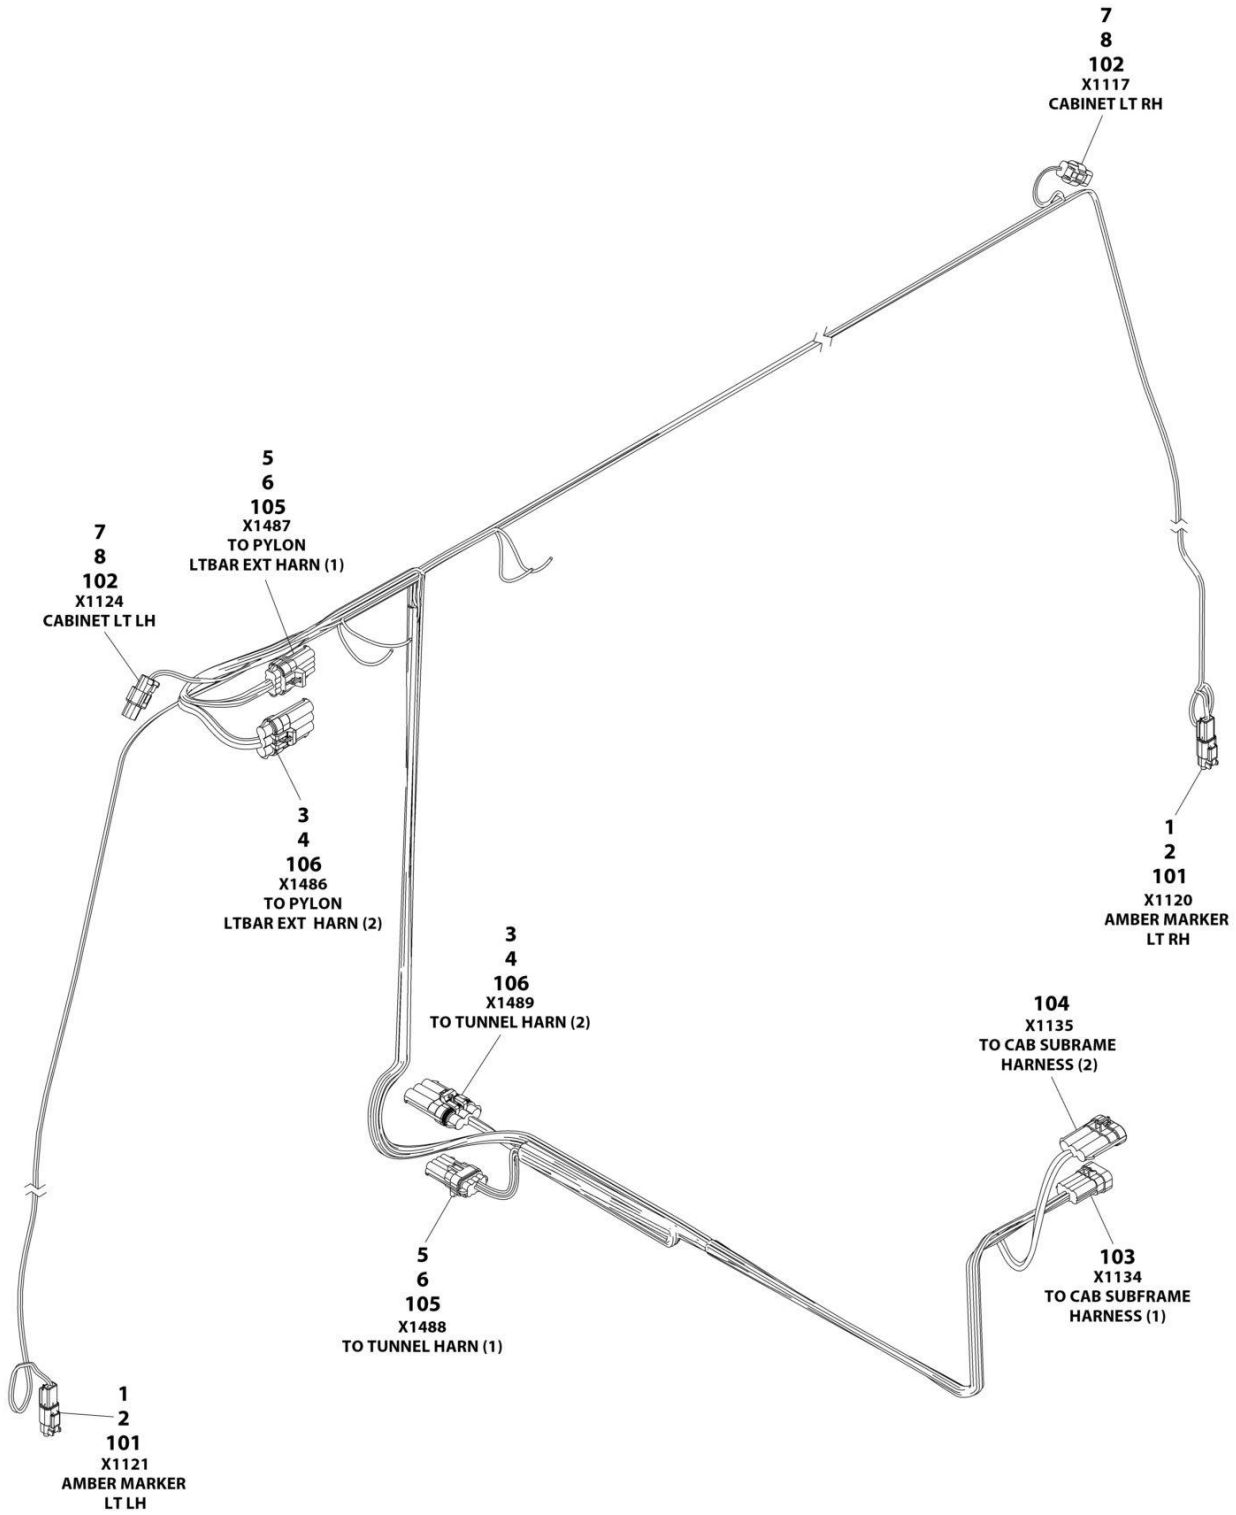 7
8
102
X1117
CABINET LT RH
5
6
105
X1487
TO PYLON
LTBAR EXT HARN (1)
7
8
102
X1124
CABINET LT LH
3
4
106
X1486
TO PYLON
LTBAR EXT HARN (2)
1
2
101
X1120
AMBER MARKER
LT RH
3
4
106
X1489
TO TUNNEL HARN (2)
104
X1135
TO CAB SUBRAME
HARNESS (2)
5
6
105
X1488
TO TUNNEL HARN (1)
103
X1134
TO CAB SUBFRAME
HARNESS (1)
1
2
101
X1121
AMBER MARKER
LT LH